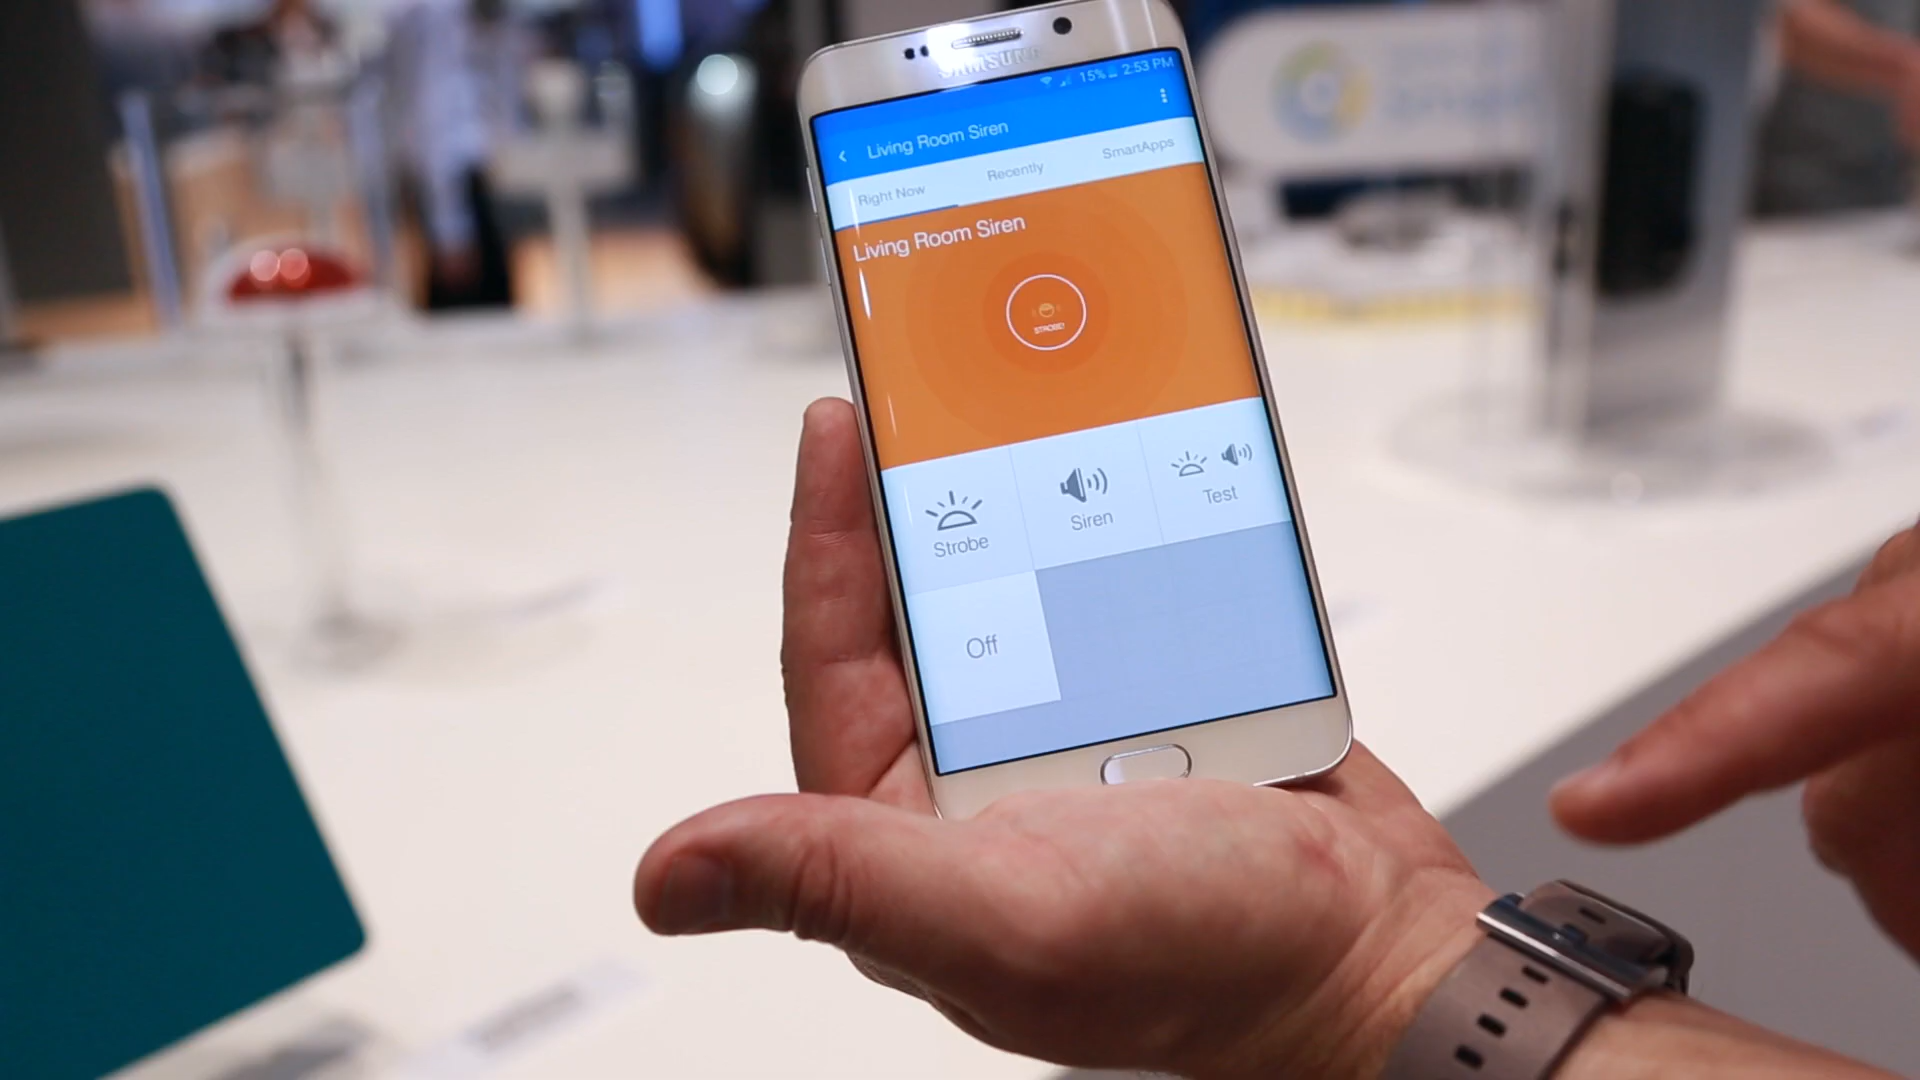 SAMSUNG
15% 2:53 PM
Living Room Siren
Right Now
Recently
SmartApps
Living Room Siren
STROBE!
Strobe
Siren
Test
Off